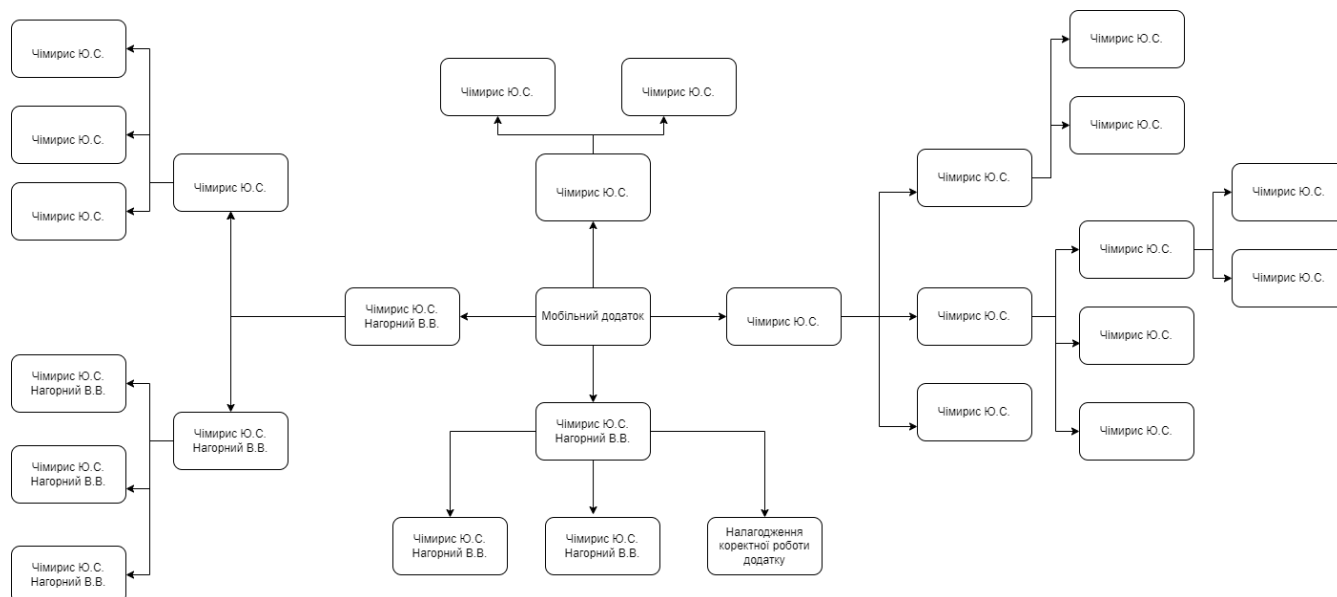 Чімирис Ю.С.
Чімирис Ю.С.
Чімирис Ю.С.
Чімирис Ю.С.
Чімирис Ю.С.
Чімирис Ю.С.
Чімирис Ю.С.
Чімирис Ю.С.
Нагорний В.В.
Чімирис Ю.С.
Нагорний В.В.
Чімирис Ю.С.
Нагорний В.В.
Чімирис Ю.С.
Нагорний В.В.
Чімирис Ю.С.
Нагорний В.В.
Мобільний додаток
Чімирис Ю.С.
Нагорний В.В.
Чімирис Ю.С.
Нагорний В.В.
Чімирис Ю.С.
Нагорний В.В.
Налагодження
коректної роботи
додатку
Чімирис Ю.С.
Чімирис Ю.С.
Чімирис Ю.С.
Чімирис Ю.С.
Чімирис Ю.С.
Чімирис Ю.С.
Чімирис Ю.С.
Чімирис Ю.С.
Чімирис Ю.С.
Чімирис Ю.С.
Чімирис Ю.С.